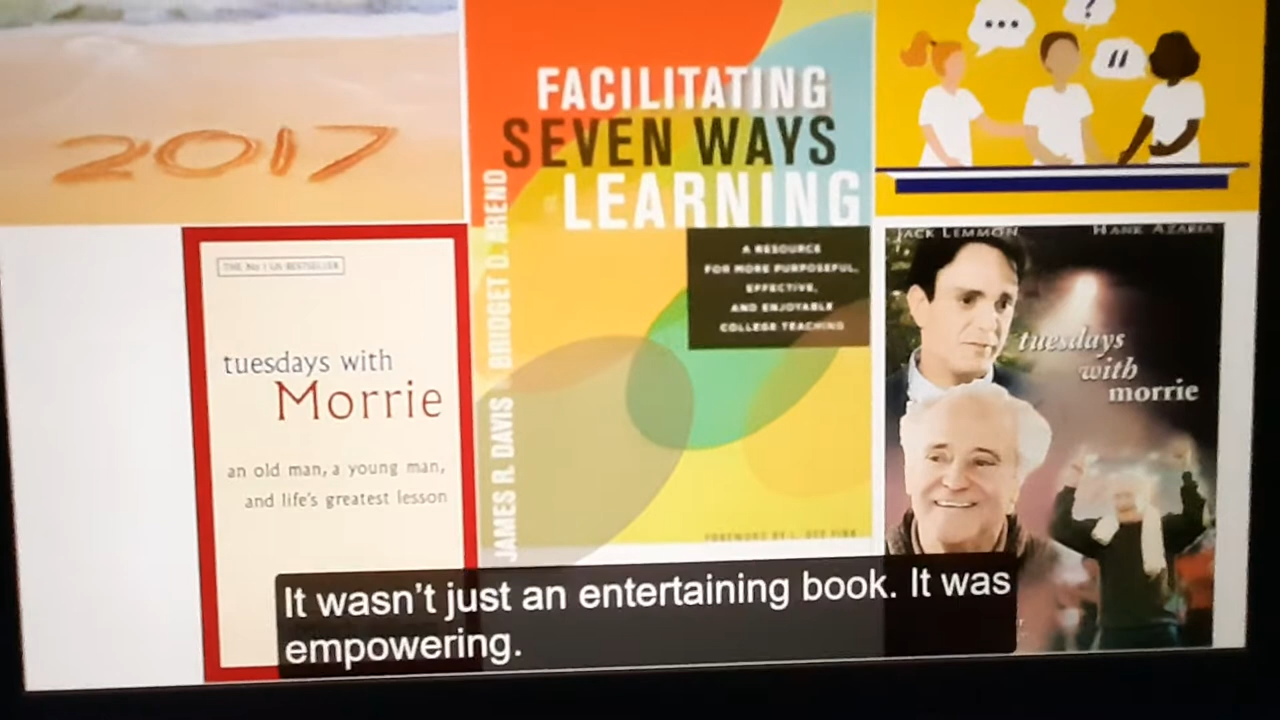 2017
FACILITATING
SEVEN WAYS
OF LEARNING
JAMES R. DAVIS BRIDGET D. AREND
A RESOURCE
FOR MORE PURPOSEFUL,
EFFECTIVE,
AND ENJOYABLE
COLLEGE TEACHING
FOREWORD BY L. DEE FINK
...
?
"
THE No 1 US BESTSELLER
tuesdays with
Morrie
an old man, a young man,
and life's greatest lesson
JACK LEMMON HANK AZARIA
tuesdays
with
morrie
It wasn't just an entertaining book. It was
empowering.